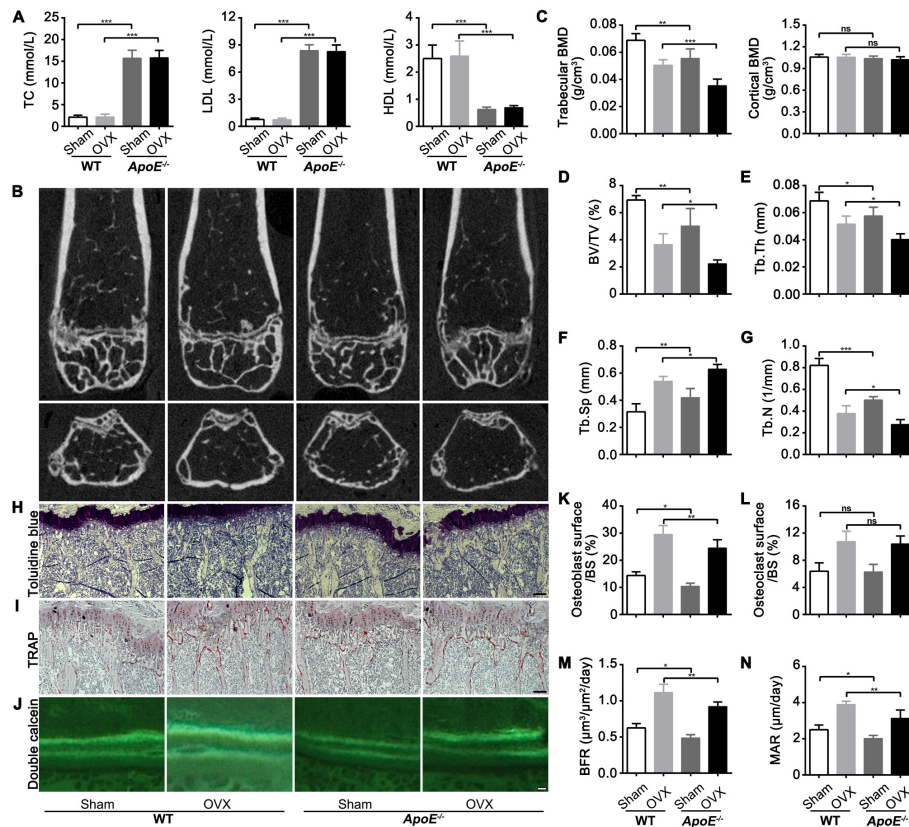 A
TC (mmol/L)
25
20
15
10
5
0
***
***
Sham
OVX
Sham
OVX
WT
ApoE-/-
LDL (mmol/L)
12
9
6
3
0
***
***
Sham
OVX
Sham
OVX
WT
ApoE-/-
HDL (mmol/L)
4
3
2
1
0
***
***
Sham
OVX
Sham
OVX
WT
ApoE-/-
C
Trabecular BMD
(g/cm³)
0.08
0.06
0.04
0.02
0.00
**
***
Cortical BMD
(g/cm³)
1.5
1.2
0.9
0.6
0.3
0.0
ns
ns
B
D
BV/TV (%)
8
6
4
2
0
**
*
E
Tb.Th (mm)
0.08
0.06
0.04
0.02
0.00
*
*
F
Tb.Sp (mm)
0.8
0.6
0.4
0.2
0.0
**
*
G
Tb.N (1/mm)
1.0
0.8
0.6
0.4
0.2
0
***
*
H
Toluidine blue
I
TRAP
J
Double calcein
Sham
OVX
Sham
OVX
WT
ApoE-/-
K
Osteoblast surface
/BS (%)
40
30
20
10
0
*
**
L
Osteoclast surface
/BS (%)
16
12
8
4
0
ns
ns
M
BFR (μm³/μm²/day)
1.5
1.0
0.5
0.0
*
**
Sham
OVX
Sham
OVX
WT
ApoE-/-
N
MAR (μm/day)
6
4
2
0
*
**
Sham
OVX
Sham
OVX
WT
ApoE-/-